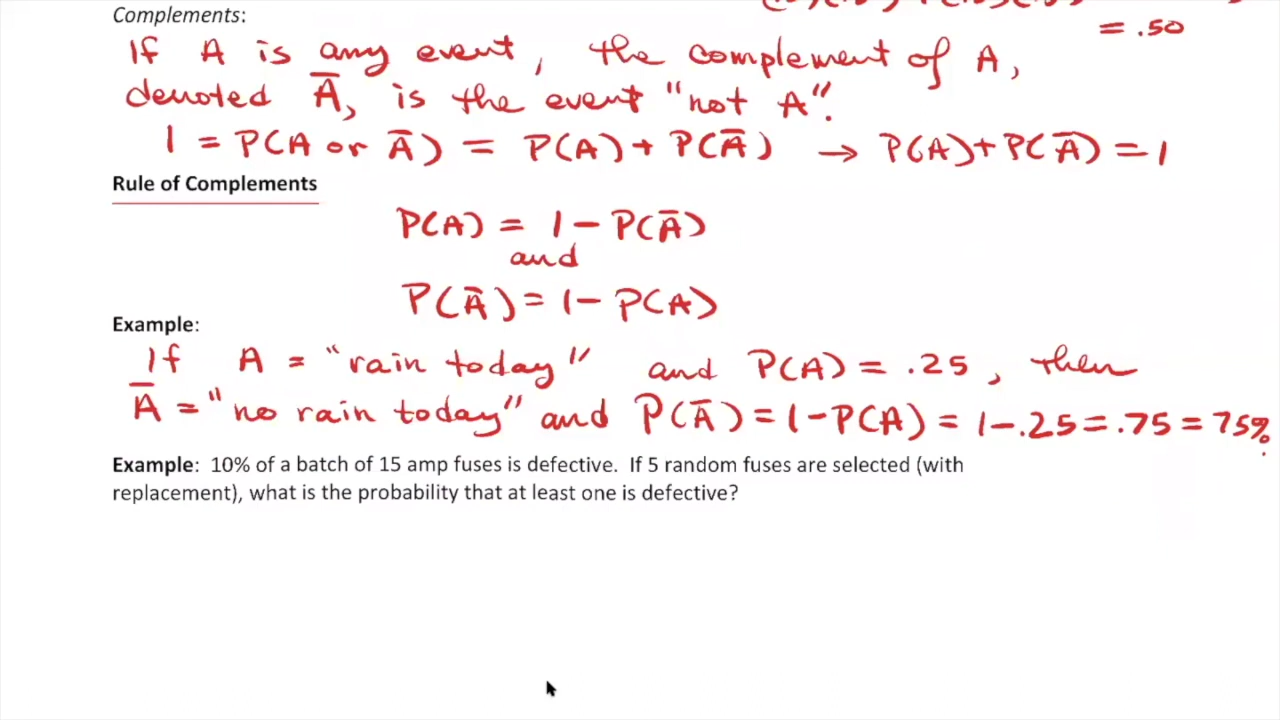 Complements:
= .50
If A is any event, the complement of A,
denoted Ā, is the event "not A".
1 = P(A or Ā) = P(A) + P(Ā) → P(A) + P(Ā) = 1
Rule of Complements
P(A) = 1 - P(Ā)
and
P(Ā) = 1 - P(A)
Example:
If A = "rain today" and P(A) = .25, then
Ā = "no rain today" and P(Ā) = 1 - P(A) = 1 - .25 = .75 = 75%.
Example: 10% of a batch of 15 amp fuses is defective. If 5 random fuses are selected (with
replacement), what is the probability that at least one is defective?